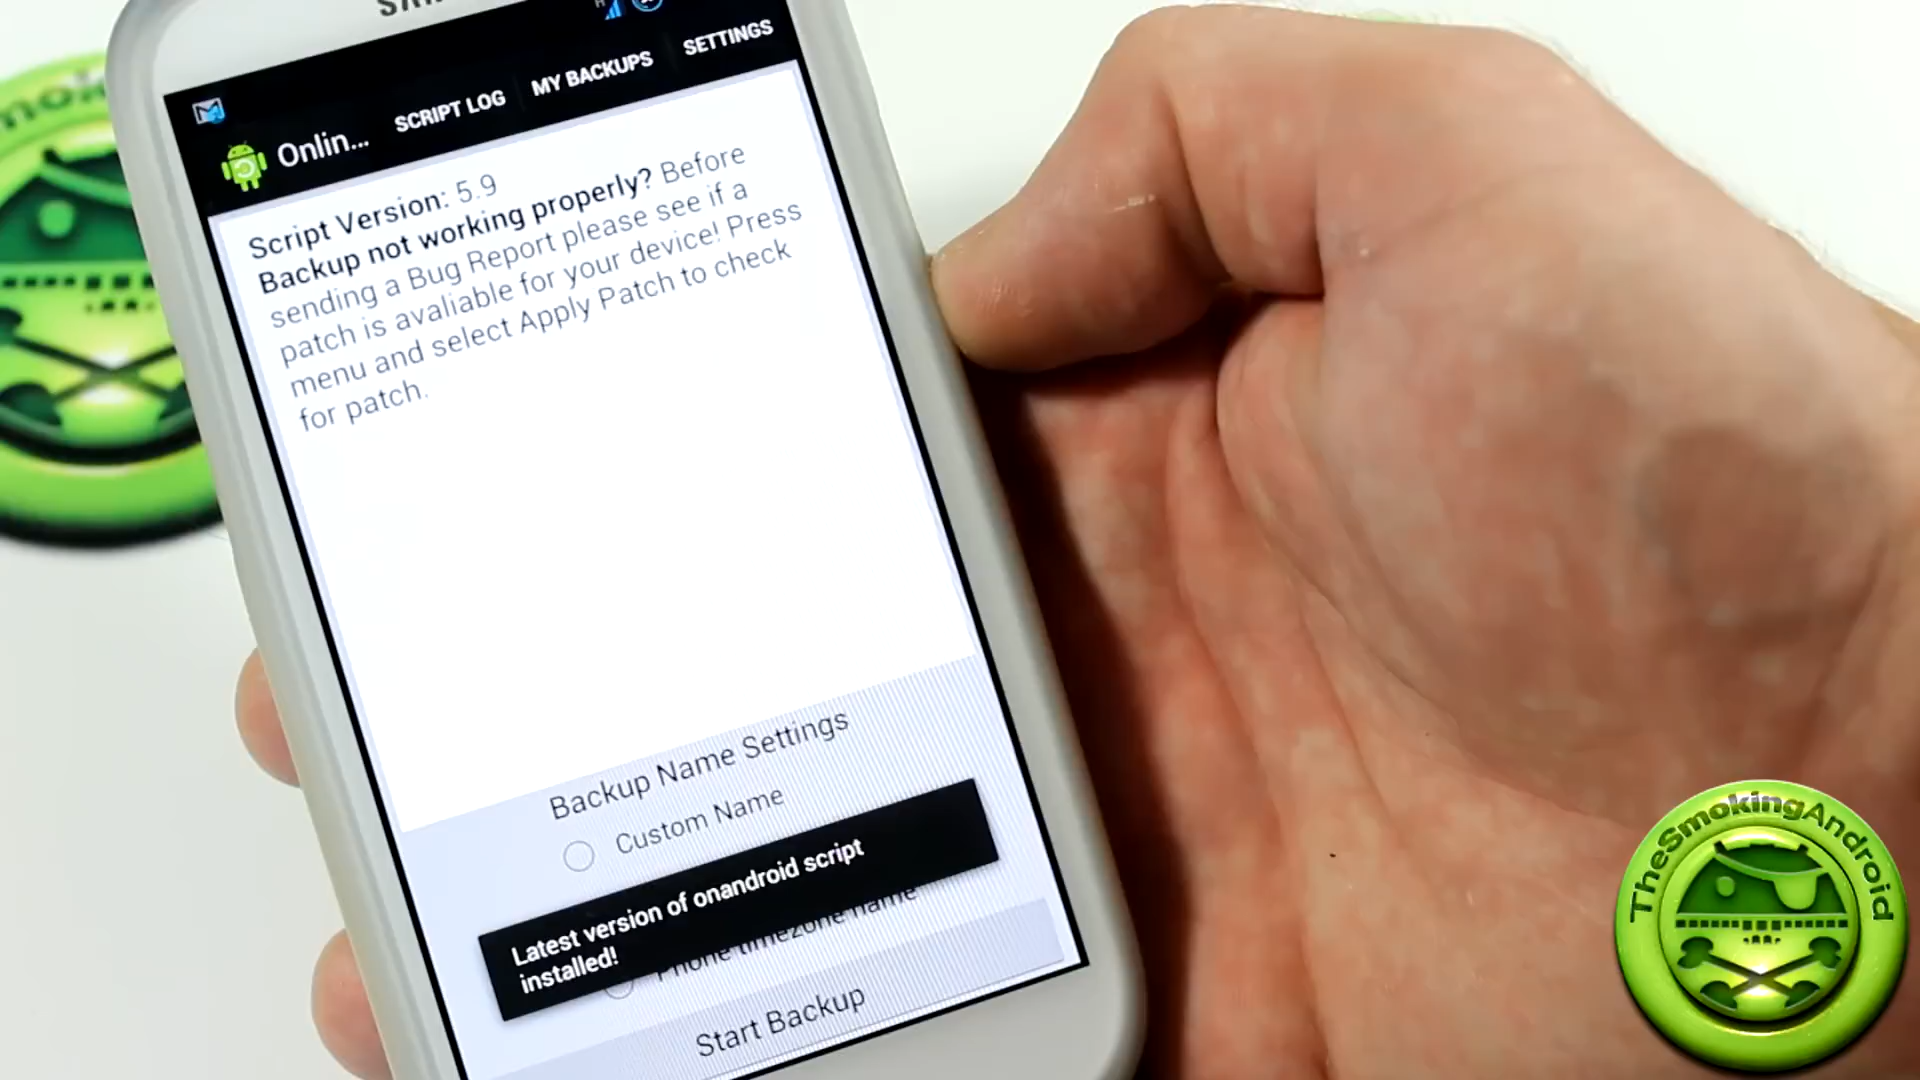 SCRIPT LOG
MY BACKUPS
SETTINGS
Onlin...
Script Version: 5.9
Backup not working properly? Before
sending a Bug Report please see if a
patch is avaliable for your device! Press
menu and select Apply Patch to check
for patch.
Backup Name Settings
Custom Name
Latest version of onandroid script
installed!
Phone timezone name
Start Backup
TheSmokingAndroid